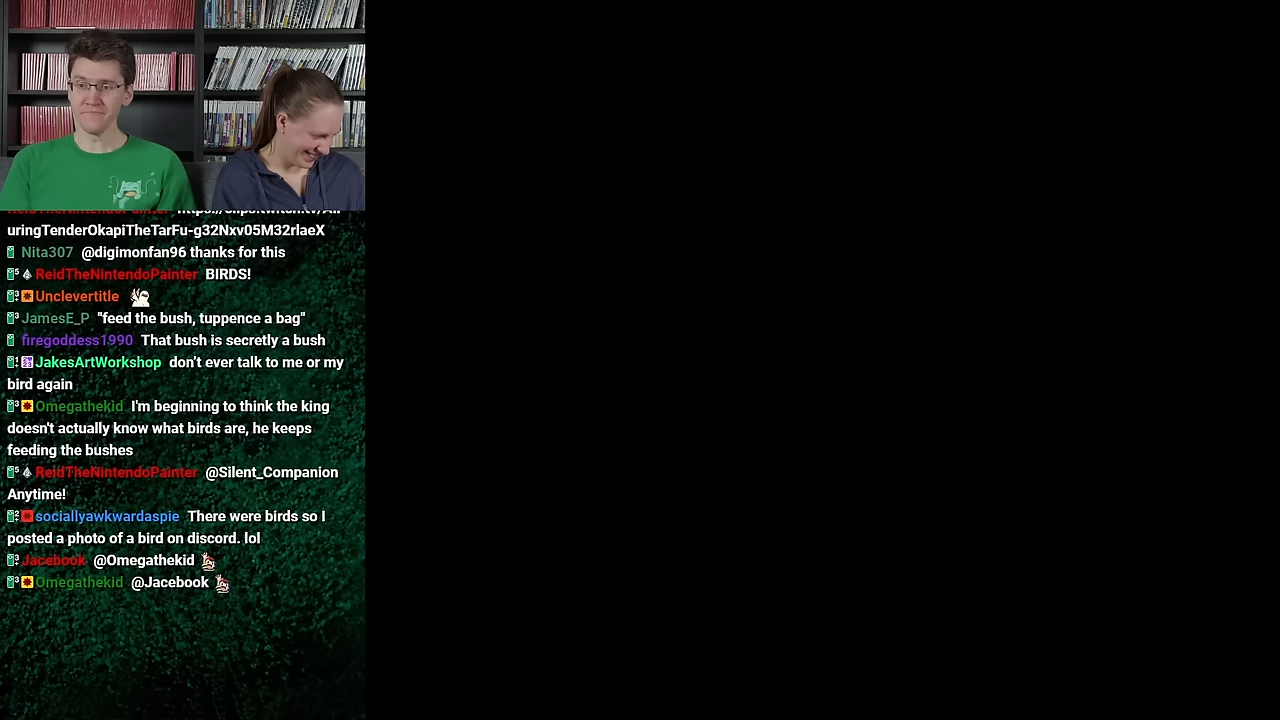 uringTenderOkapiTheTarFu-g32Nxv05M32rlaeX
Nita307 @digimonfan96 thanks for this
ReidTheNintendoPainter BIRDS!
Unclevertitle
JamesE_P "feed the bush, tuppence a bag"
firegoddess1990 That bush is secretly a bush
JakesArtWorkshop don't ever talk to me or my
bird again
Omegathekid I'm beginning to think the king
doesn't actually know what birds are, he keeps
feeding the bushes
ReidTheNintendoPainter @Silent_Companion
Anytime!
sociallyawkwardaspie There were birds so I
posted a photo of a bird on discord. lol
Jacebook @Omegathekid
Omegathekid @Jacebook